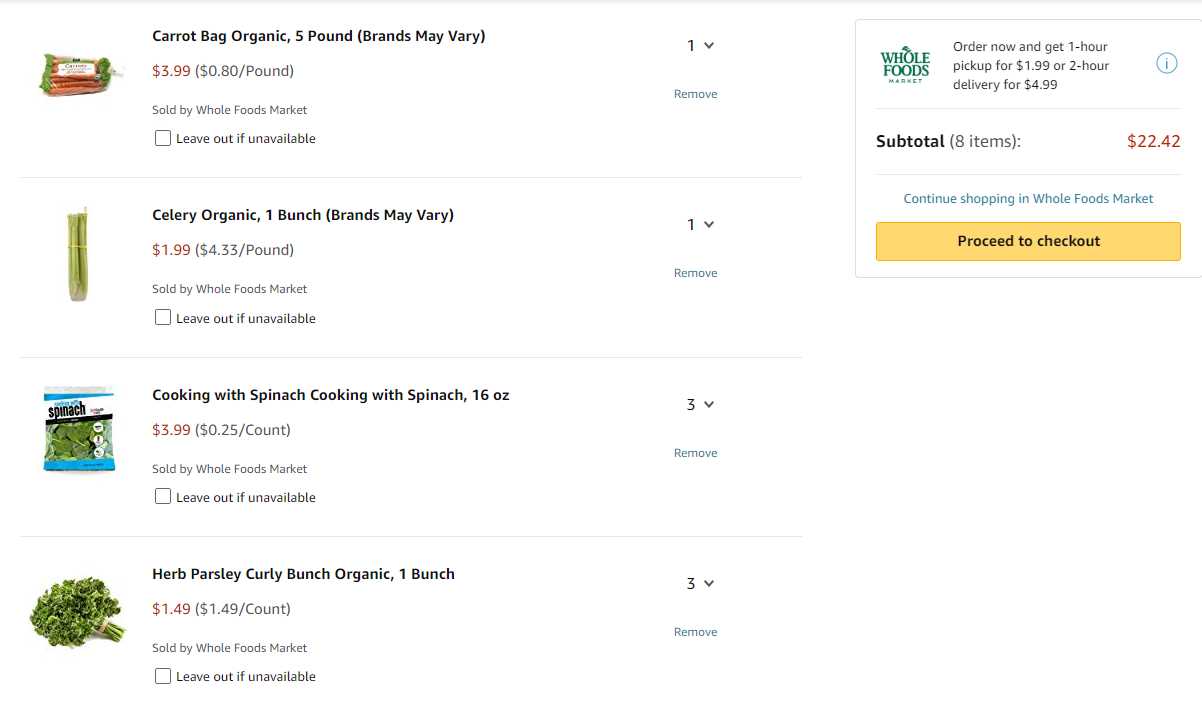 Carrot Bag Organic, 5 Pound (Brands May Vary)
1
$3.99 ($0.80/Pound)
Remove
Sold by Whole Foods Market
Leave out if unavailable
Celery Organic, 1 Bunch (Brands May Vary)
1
$1.99 ($4.33/Pound)
Remove
Sold by Whole Foods Market
Leave out if unavailable
Cooking with Spinach Cooking with Spinach, 16 oz
3
$3.99 ($0.25/Count)
Remove
Sold by Whole Foods Market
Leave out if unavailable
spinach
Herb Parsley Curly Bunch Organic, 1 Bunch
3
$1.49 ($1.49/Count)
Remove
Sold by Whole Foods Market
Leave out if unavailable
WHOLE
FOODS
MARKET
Order now and get 1-hour
pickup for $1.99 or 2-hour
delivery for $4.99
i
Subtotal (8 items): $22.42
Continue shopping in Whole Foods Market
Proceed to checkout